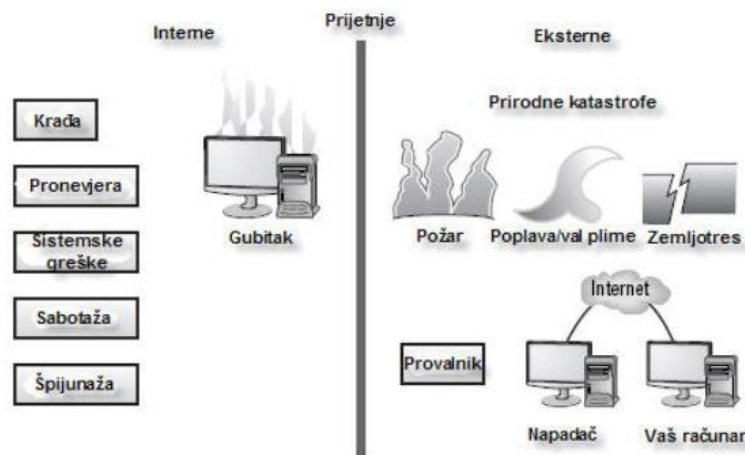 Prijetnje
Interne
Krađa
Pronevjera
Sistemske
greške
Sabotaža
Špijunaža
Gubitak
Eksterne
Prirodne katastrofe
Požar
Poplava/val plime
Zemljotres
Internet
Provalnik
Napadač
Vaš računar